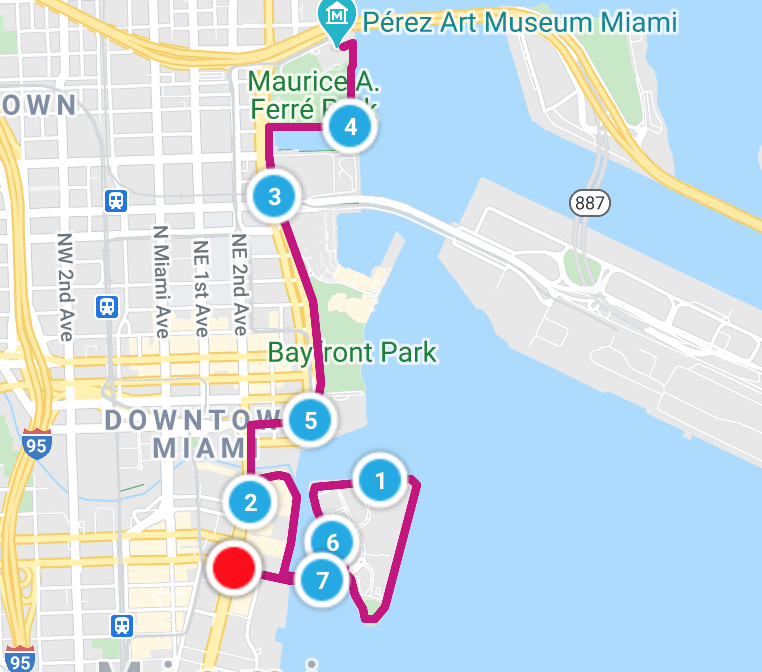 Pérez Art Museum Miami
Maurice A.
Ferré Park
OWN
4
3
887
NW 2nd Ave
N Miami Ave
NE 1st Ave
NE 2nd Ave
Bayfront Park
DOWNTOW
MIAMI
5
95
1
2
6
7
95